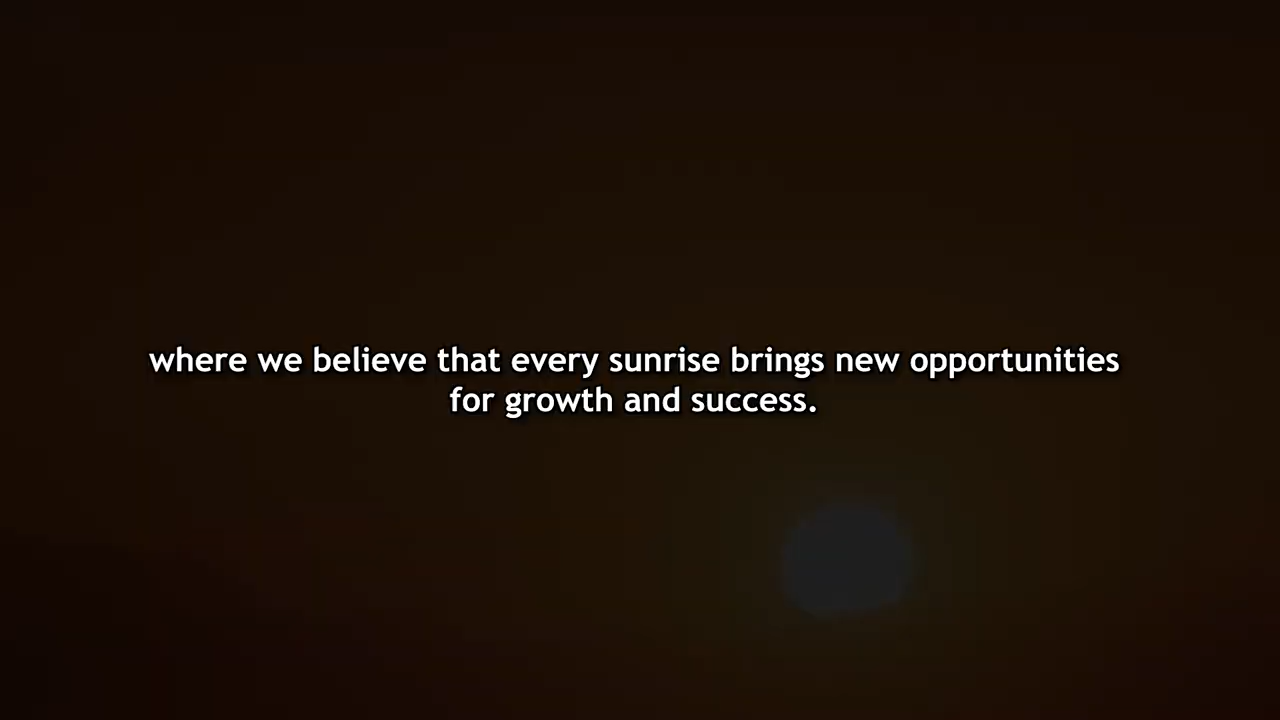 where we believe that every sunrise brings new opportunities
for growth and success.